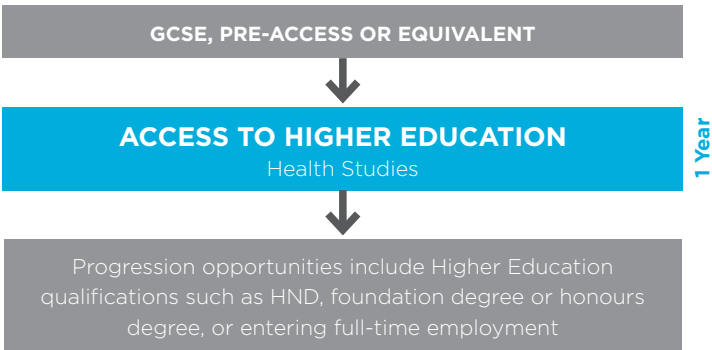 GCSE, PRE-ACCESS OR EQUIVALENT
ACCESS TO HIGHER EDUCATION
Health Studies
1 Year
Progression opportunities include Higher Education
qualifications such as HND, foundation degree or honours
degree, or entering full-time employment